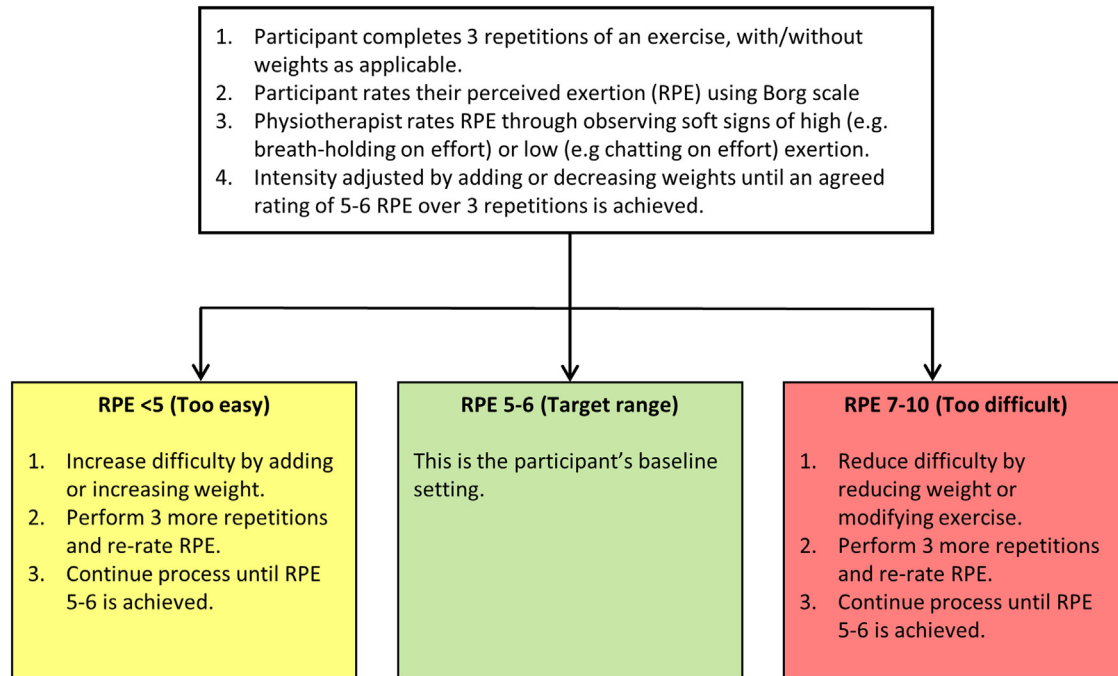 1. Participant completes 3 repetitions of an exercise, with/without
weights as applicable.
2. Participant rates their perceived exertion (RPE) using Borg scale
3. Physiotherapist rates RPE through observing soft signs of high (e.g.
breath-holding on effort) or low (e.g chatting on effort) exertion.
4. Intensity adjusted by adding or decreasing weights until an agreed
rating of 5-6 RPE over 3 repetitions is achieved.
RPE <5 (Too easy)
1. Increase difficulty by adding
or increasing weight.
2. Perform 3 more repetitions
and re-rate RPE.
3. Continue process until RPE
5-6 is achieved.
RPE 5-6 (Target range)
This is the participant's baseline
setting.
RPE 7-10 (Too difficult)
1. Reduce difficulty by
reducing weight or
modifying exercise.
2. Perform 3 more repetitions
and re-rate RPE.
3. Continue process until RPE
5-6 is achieved.